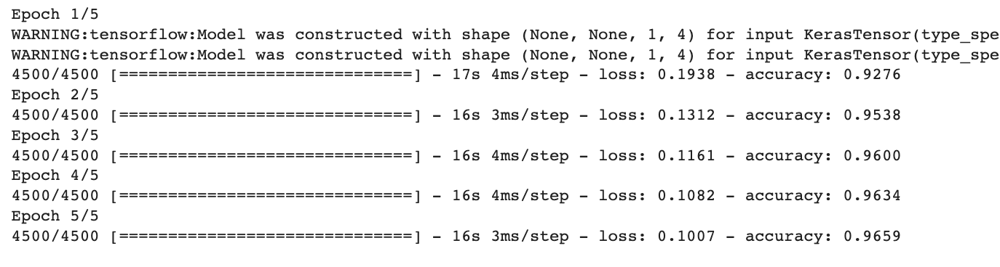 Epoch 1/5
WARNING:tensorflow:Model was constructed with shape (None, None, 1, 4) for input KerasTensor(type_spe
WARNING:tensorflow:Model was constructed with shape (None, None, 1, 4) for input KerasTensor(type_spe
4500/4500 [==============================] - 17s 4ms/step - loss: 0.1938 - accuracy: 0.9276
Epoch 2/5
4500/4500 [==============================] - 16s 3ms/step - loss: 0.1312 - accuracy: 0.9538
Epoch 3/5
4500/4500 [==============================] - 16s 4ms/step - loss: 0.1161 - accuracy: 0.9600
Epoch 4/5
4500/4500 [==============================] - 16s 4ms/step - loss: 0.1082 - accuracy: 0.9634
Epoch 5/5
4500/4500 [==============================] - 16s 3ms/step - loss: 0.1007 - accuracy: 0.9659